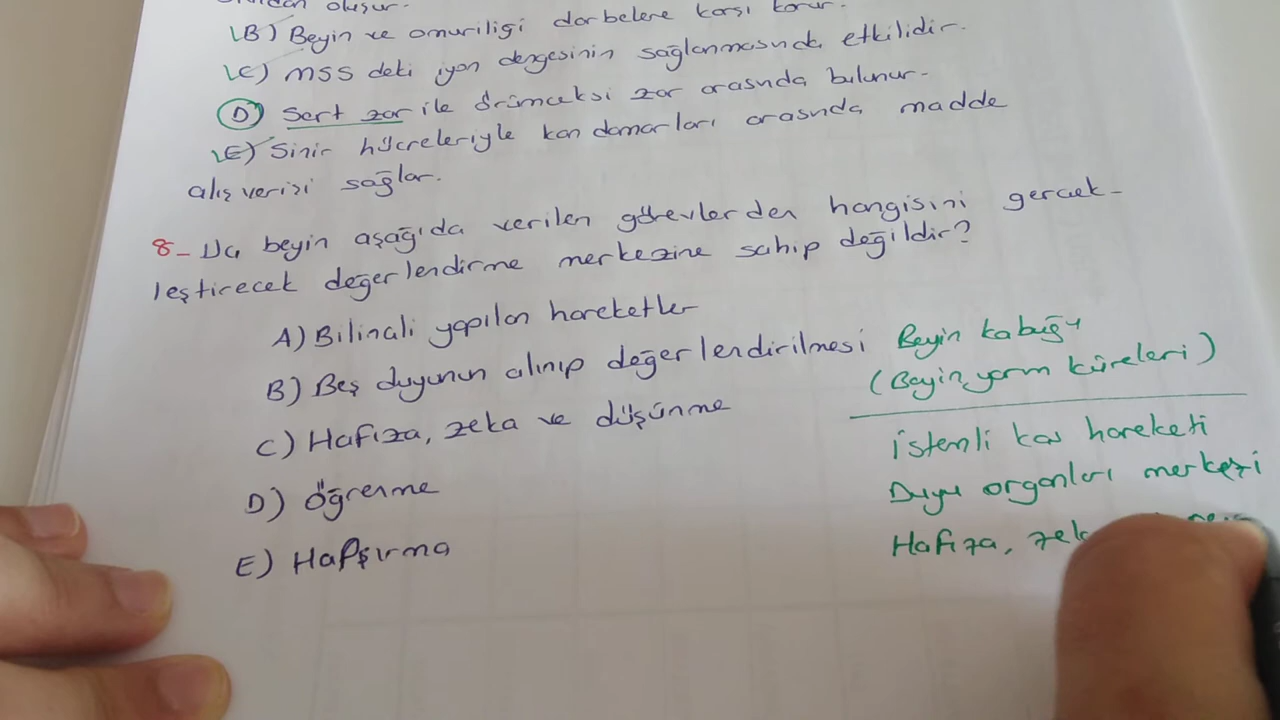 oluşur.
B) Beyin ve omuriliği darbelere karşı korur.
C) MSS deki iyon dengesinin sağlanmasında etkilidir.
D) Sert zar ile örümceksi zar arasında bulunur.
E) Sinir hücreleriyle kan damarları arasında madde
alış verişi sağlar.
8- Uç beyin aşağıda verilen görevlerden hangisini gerçek-
leştirecek değerlendirme merkezine sahip değildir?
A) Bilinçli yapılan hareketler
B) Beş duyunun alınıp değerlendirilmesi
C) Hafıza, zeka ve düşünme
D) Öğrenme
E) Hapşırma
Beyin kabuğu
(Beyin yarım küreleri)
İstemli kas hareketi
Duyu organları merkezi
Hafıza,